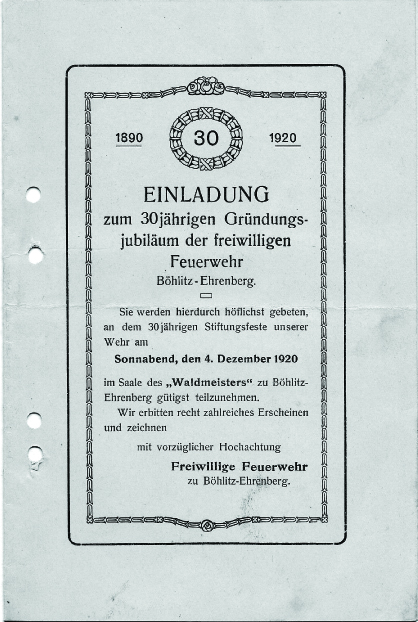 1890 30 1920
EINLADUNG
zum 30jährigen Gründungs-
jubiläum der freiwilligen
Feuerwehr
Böhlitz-Ehrenberg.
Sie werden hierdurch höflichst gebeten,
an dem 30jährigen Stiftungsfeste unserer
Wehr am
Sonnabend, den 4. Dezember 1920
im Saale des „Waldmeisters“ zu Böhlitz-
Ehrenberg gütigst teilzunehmen.
Wir erbitten recht zahlreiches Erscheinen
und zeichnen
mit vorzüglicher Hochachtung
Freiwillige Feuerwehr
zu Böhlitz-Ehrenberg.